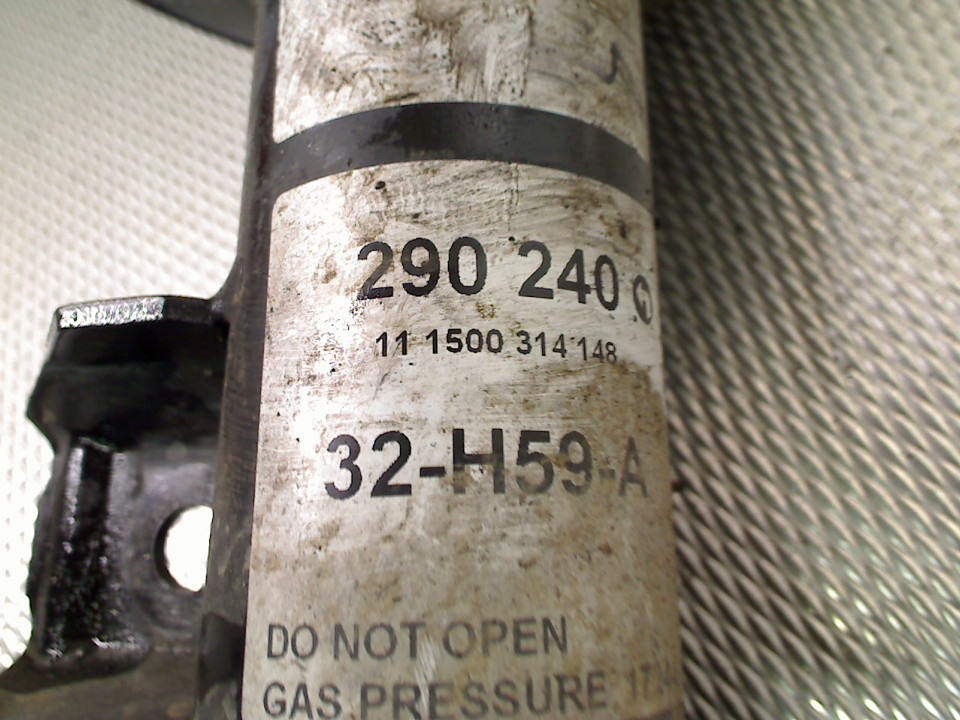 290 240 G
11 1500 314 148
32-H59-A
DO NOT OPEN
GAS PRESSURE